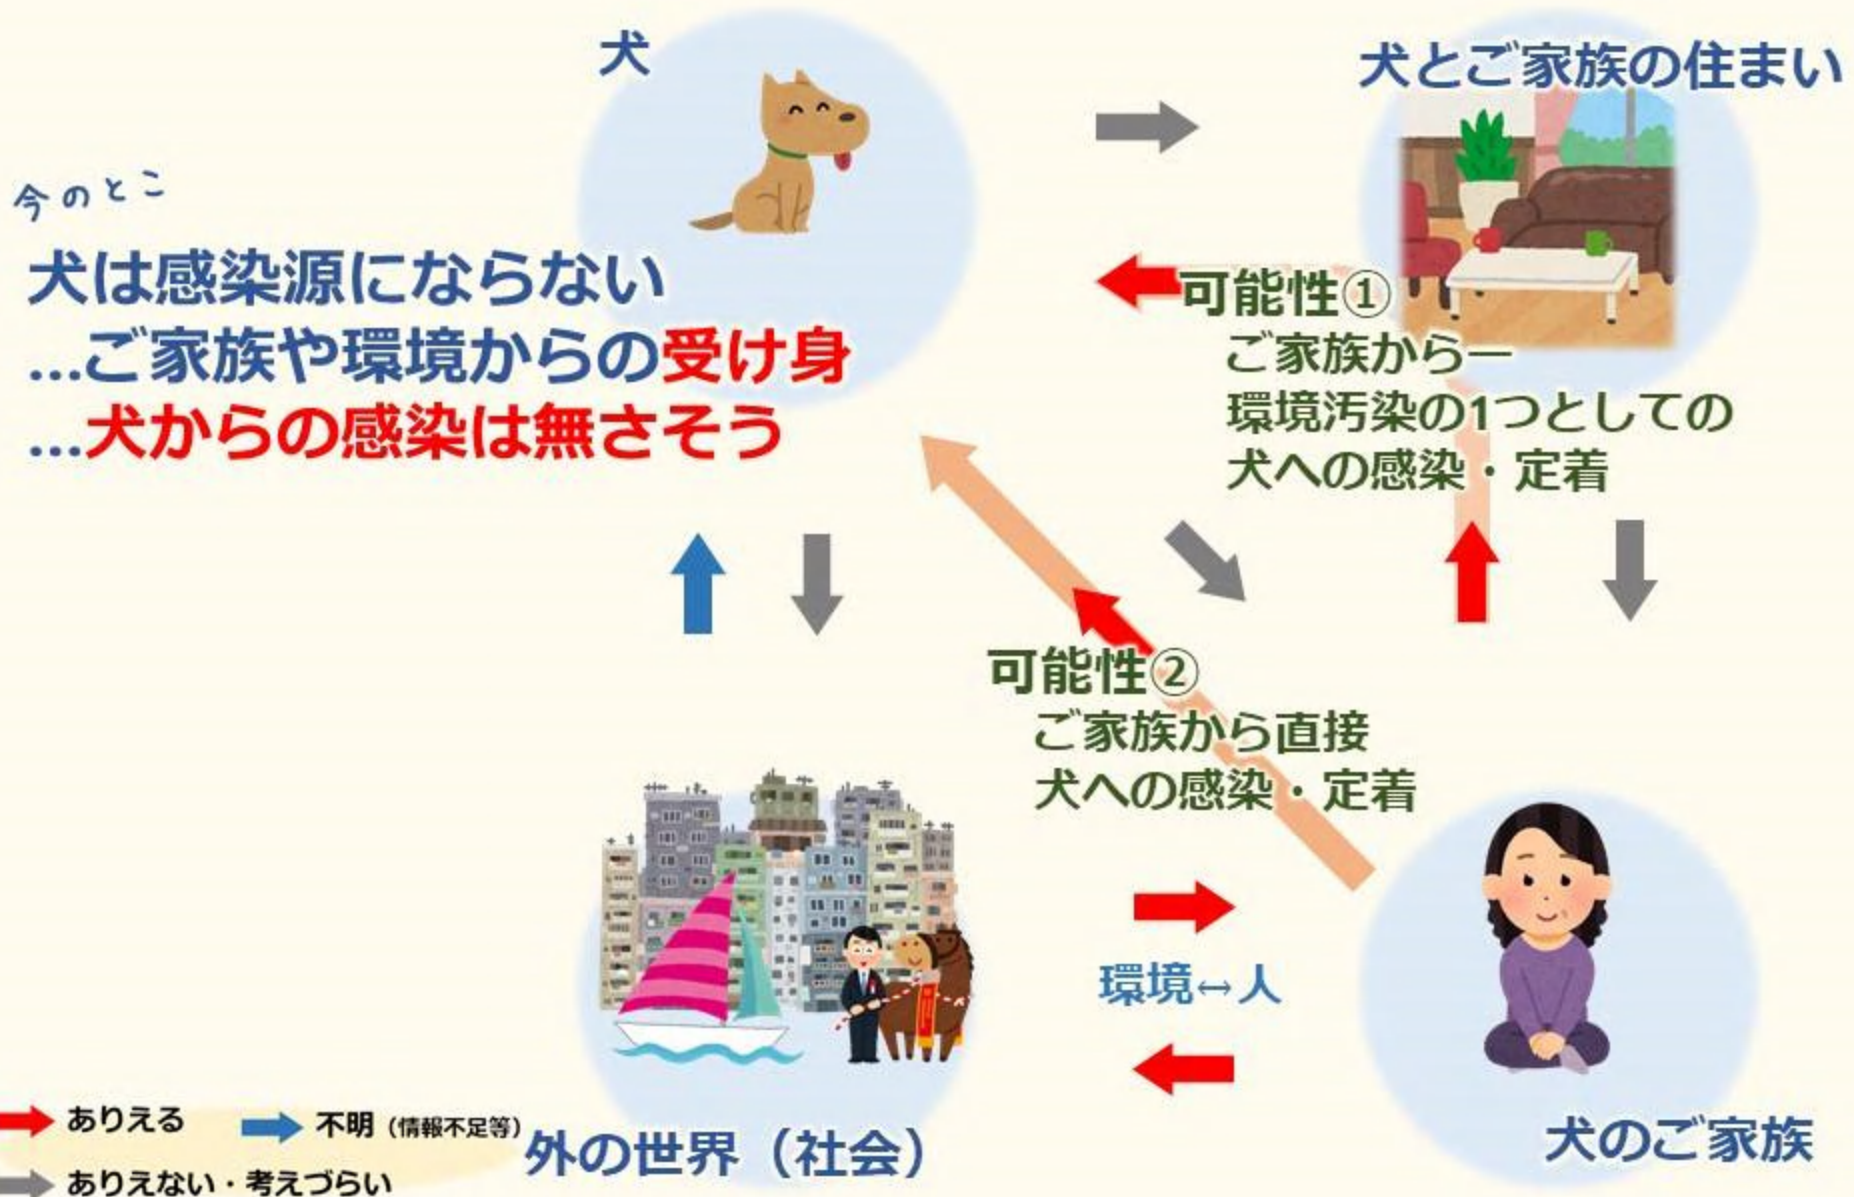 犬
犬とご家族の住まい
今のとこ
犬は感染源にならない
…ご家族や環境からの受け身
…犬からの感染は無さそう
可能性①
ご家族から―
環境汚染の1つとしての
犬への感染・定着
可能性②
ご家族から直接
犬への感染・定着
環境↔人
ありえる
不明（情報不足等）
ありえない・考えづらい
外の世界（社会）
犬のご家族